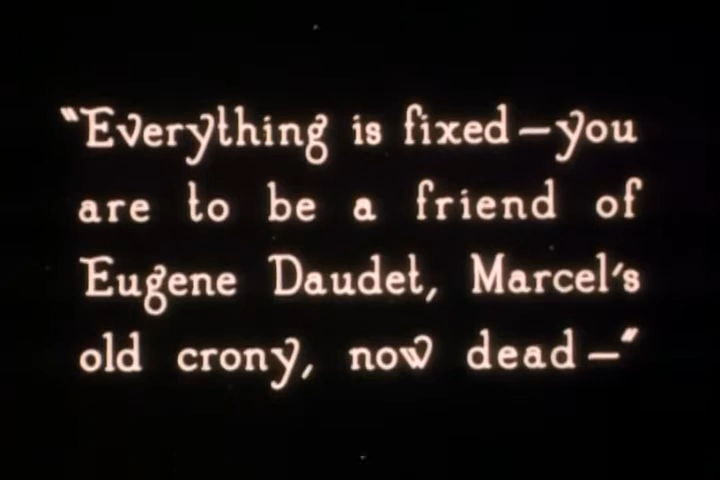 "Everything is fixed—you
are to be a friend of
Eugene Daudet, Marcel's
old crony, now dead—"